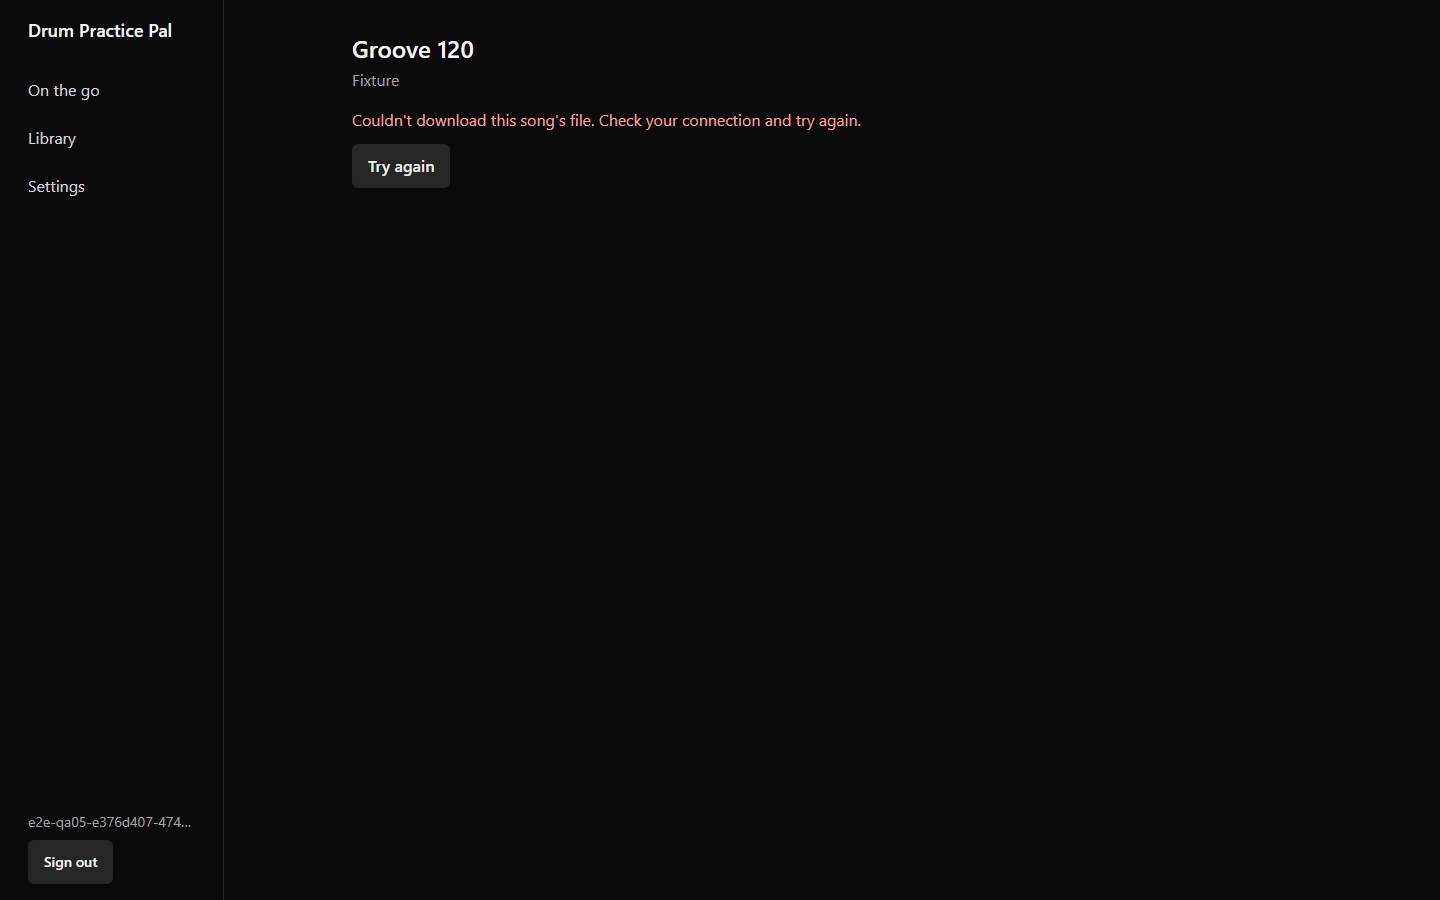 Drum Practice Pal
On the go
Library
Settings
Groove 120
Fixture
Couldn't download this song's file. Check your connection and try again.
Try again
e2e-qa05-e376d407-474...
Sign out